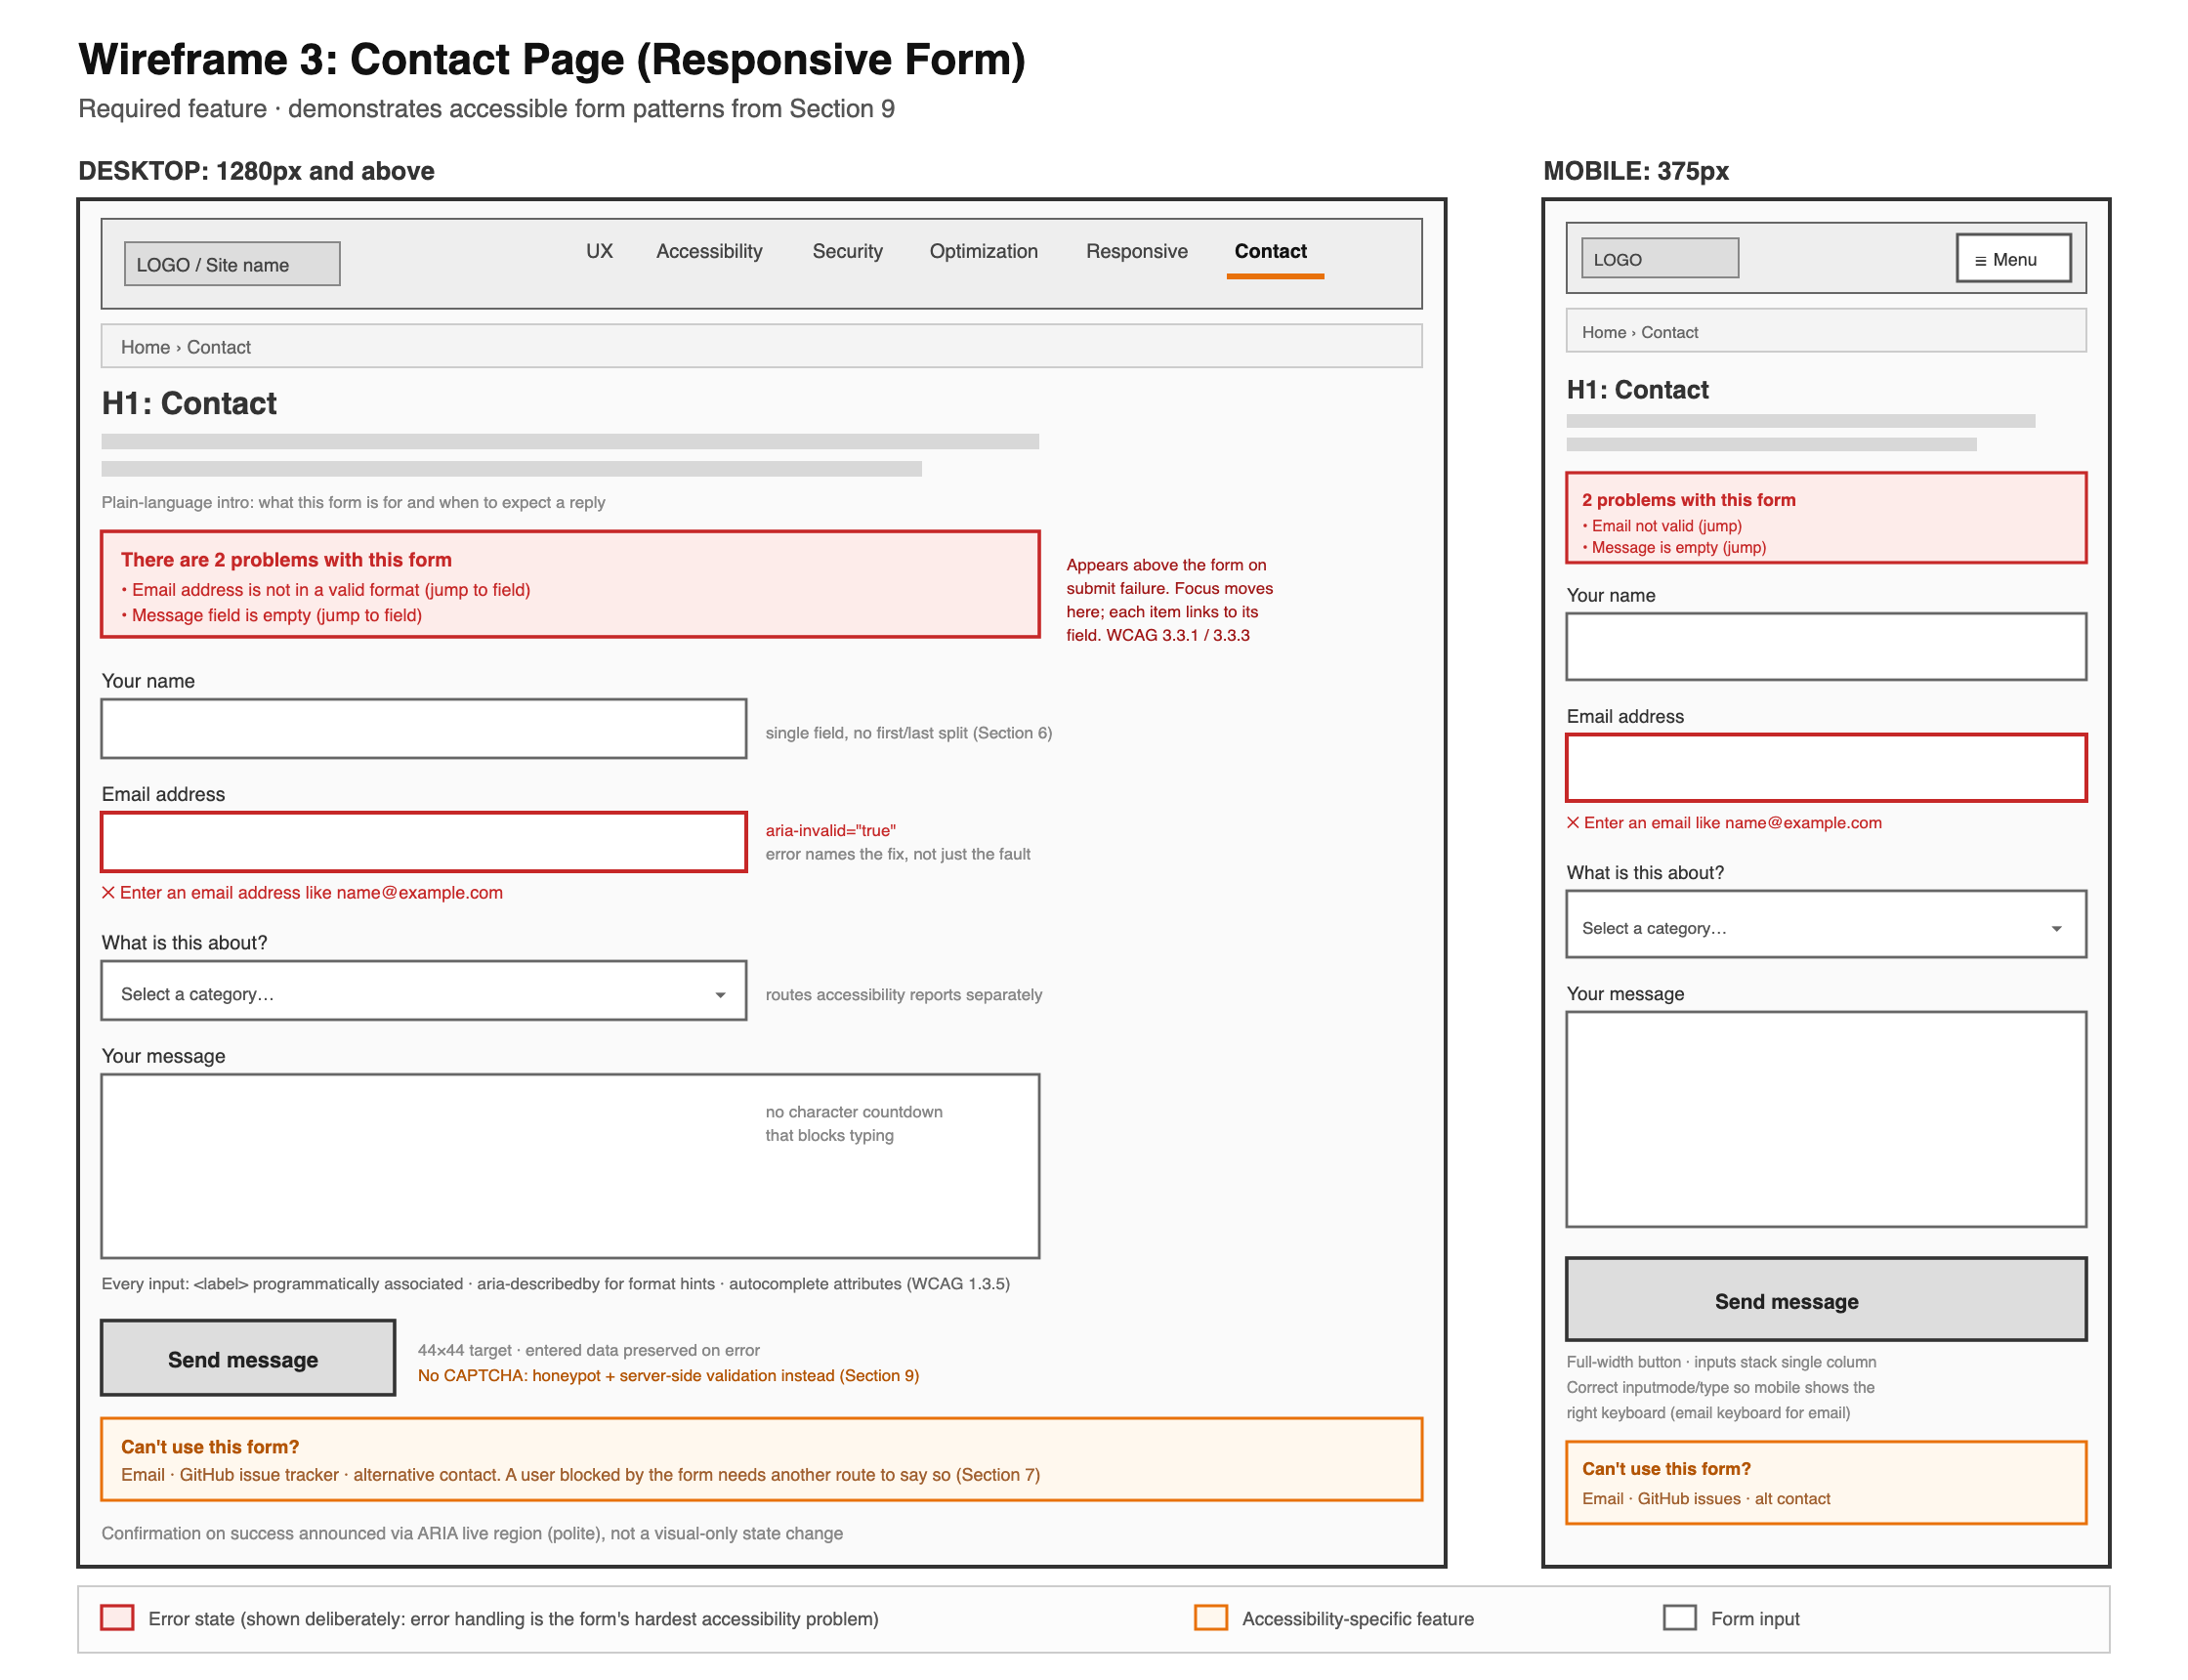 Wireframe 3: Contact Page (Responsive Form)
Required feature · demonstrates accessible form patterns from Section 9
DESKTOP: 1280px and above
LOGO / Site name
UX Accessibility Security Optimization Responsive Contact
Home › Contact
H1: Contact
Plain-language intro: what this form is for and when to expect a reply
There are 2 problems with this form
• Email address is not in a valid format (jump to field)
• Message field is empty (jump to field)
Appears above the form on
submit failure. Focus moves
here; each item links to its
field. WCAG 3.3.1 / 3.3.3
Your name
single field, no first/last split (Section 6)
Email address
aria-invalid="true"
error names the fix, not just the fault
✕ Enter an email address like name@example.com
What is this about?
Select a category…
routes accessibility reports separately
Your message
no character countdown
that blocks typing
Every input: <label> programmatically associated · aria-describedby for format hints · autocomplete attributes (WCAG 1.3.5)
Send message
44×44 target · entered data preserved on error
No CAPTCHA: honeypot + server-side validation instead (Section 9)
Can't use this form?
Email · GitHub issue tracker · alternative contact. A user blocked by the form needs another route to say so (Section 7)
Confirmation on success announced via ARIA live region (polite), not a visual-only state change
MOBILE: 375px
LOGO
≡ Menu
Home › Contact
H1: Contact
2 problems with this form
• Email not valid (jump)
• Message is empty (jump)
Your name
Email address
✕ Enter an email like name@example.com
What is this about?
Select a category…
Your message
Send message
Full-width button · inputs stack single column
Correct inputmode/type so mobile shows the
right keyboard (email keyboard for email)
Can't use this form?
Email · GitHub issues · alt contact
Error state (shown deliberately: error handling is the form's hardest accessibility problem)
Accessibility-specific feature
Form input